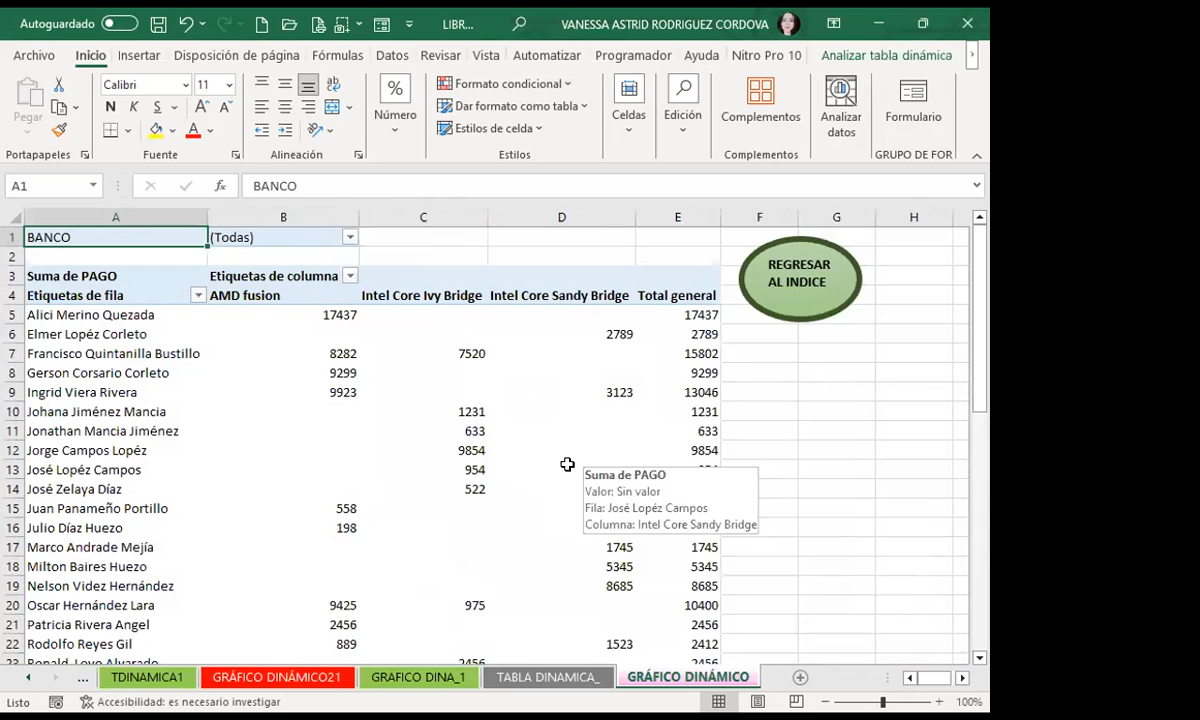 Autoguardado LIBR... VANESSA ASTRID RODRIGUEZ CORDOVA
Archivo Inicio Insertar Disposición de página Fórmulas Datos Revisar Vista Automatizar Programador Ayuda Nitro Pro 10 Analizar tabla dinámica
Pegar
Calibri 11
N K S
A A
A
%
Número
Formato condicional
Dar formato como tabla
Estilos de celda
Celdas
Edición
Complementos
Analizar
datos
Formulario
Portapapeles Fuente Alineación Estilos Complementos GRUPO DE FOR
A1 fx BANCO
A B C D E F G H
1 BANCO (Todas)
2
3 Suma de PAGO Etiquetas de columna
4 Etiquetas de fila AMD fusion Intel Core Ivy Bridge Intel Core Sandy Bridge Total general
REGRESAR
AL INDICE
5 Alici Merino Quezada 17437 17437
6 Elmer Lopéz Corleto 2789 2789
7 Francisco Quintanilla Bustillo 8282 7520 15802
8 Gerson Corsario Corleto 9299 9299
9 Ingrid Viera Rivera 9923 3123 13046
10 Johana Jiménez Mancia 1231 1231
11 Jonathan Mancia Jiménez 633 633
12 Jorge Campos Lopéz 9854 9854
13 José Lopéz Campos 954
14 José Zelaya Díaz 522
Suma de PAGO
Valor: Sin valor
Fila: José Lopéz Campos
Columna: Intel Core Sandy Bridge
15 Juan Panameño Portillo 558
16 Julio Díaz Huezo 198
17 Marco Andrade Mejía 1745 1745
18 Milton Baires Huezo 5345 5345
19 Nelson Videz Hernández 8685 8685
20 Oscar Hernández Lara 9425 975 10400
21 Patricia Rivera Angel 2456 2456
22 Rodolfo Reyes Gil 889 1523 2412
23 Ronald Lovo Alvarado 2456 2456
... TDINAMICA1 GRÁFICO DINÁMICO21 GRAFICO DINA_1 TABLA DINAMICA_ GRÁFICO DINÁMICO
Listo Accesibilidad: es necesario investigar 100%